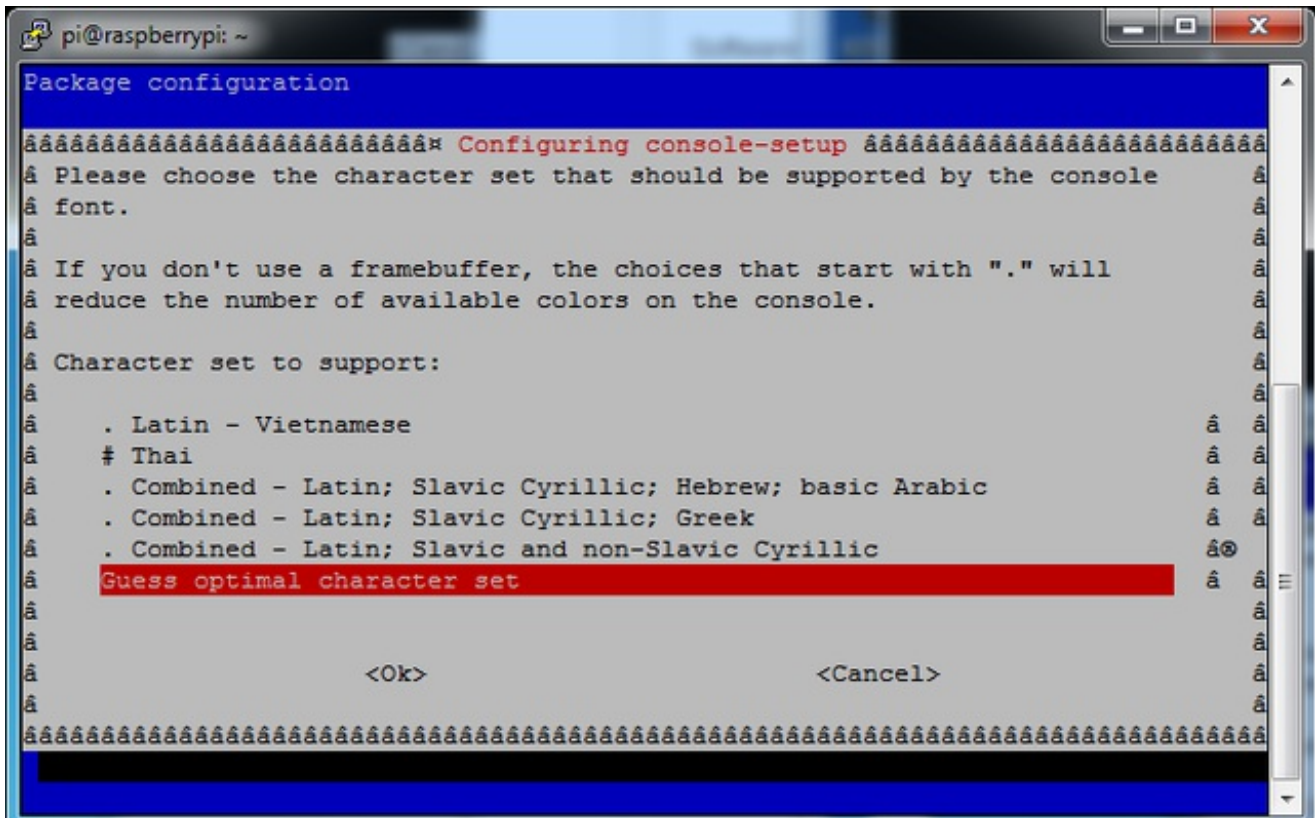 pi@raspberrypi: ~
Package configuration
ââââââââââââââââââââââââââ¤ Configuring console-setup ââââââââââââââââââââââââââ
â Please choose the character set that should be supported by the console      â
â font.                                                                        â
â                                                                              â
â If you don't use a framebuffer, the choices that start with "." will         â
â reduce the number of available colors on the console.                        â
â                                                                              â
â Character set to support:                                                    â
â                                                                              â
â    . Latin - Vietnamese                                                   â  â
â    # Thai                                                                 â  â
â    . Combined - Latin; Slavic Cyrillic; Hebrew; basic Arabic              â  â
â    . Combined - Latin; Slavic Cyrillic; Greek                             â  â
â    . Combined - Latin; Slavic and non-Slavic Cyrillic                     â®
â    Guess optimal character set                                            â  â
â                                                                              â
â                                                                              â
â                     <Ok>                         <Cancel>                    â
â                                                                              â
ââââââââââââââââââââââââââââââââââââââââââââââââââââââââââââââââââââââââââââââââ